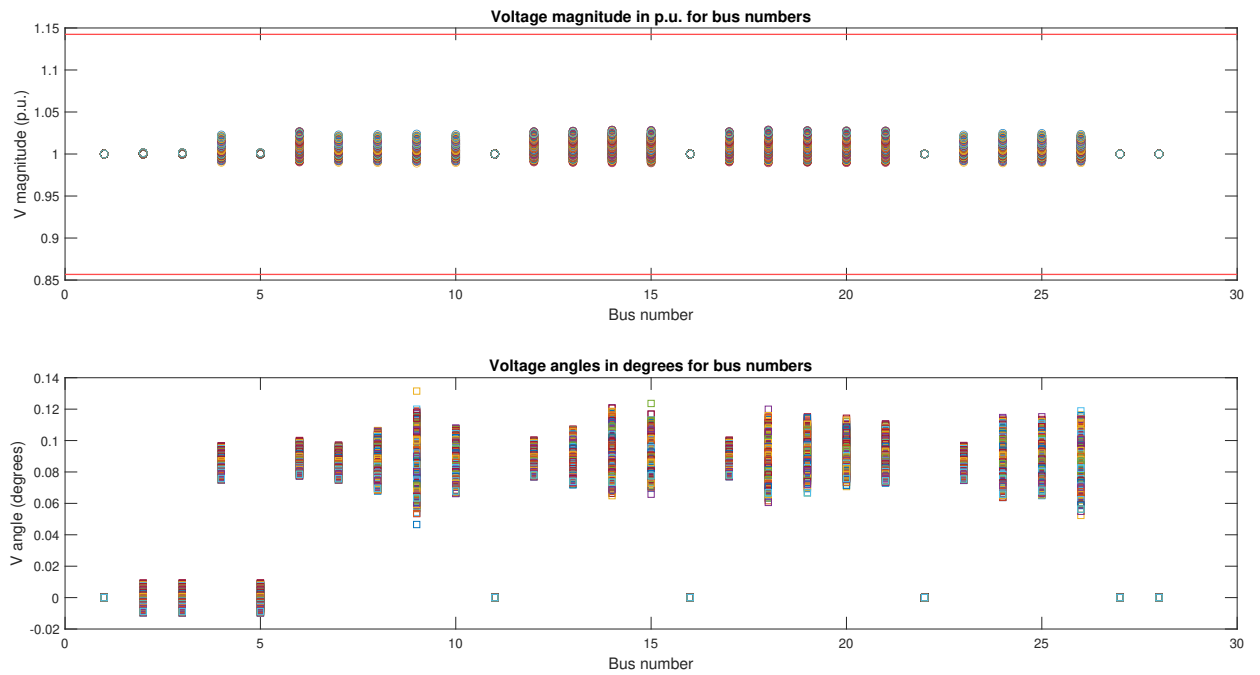 Voltage magnitude in p.u. for bus numbers
V magnitude (p.u.)
1.15
1.1
1.05
1
0.95
0.9
0.85
0 5 10 15 20 25 30
Bus number
Voltage angles in degrees for bus numbers
V angle (degrees)
0.14
0.12
0.1
0.08
0.06
0.04
0.02
0
-0.02
0 5 10 15 20 25 30
Bus number